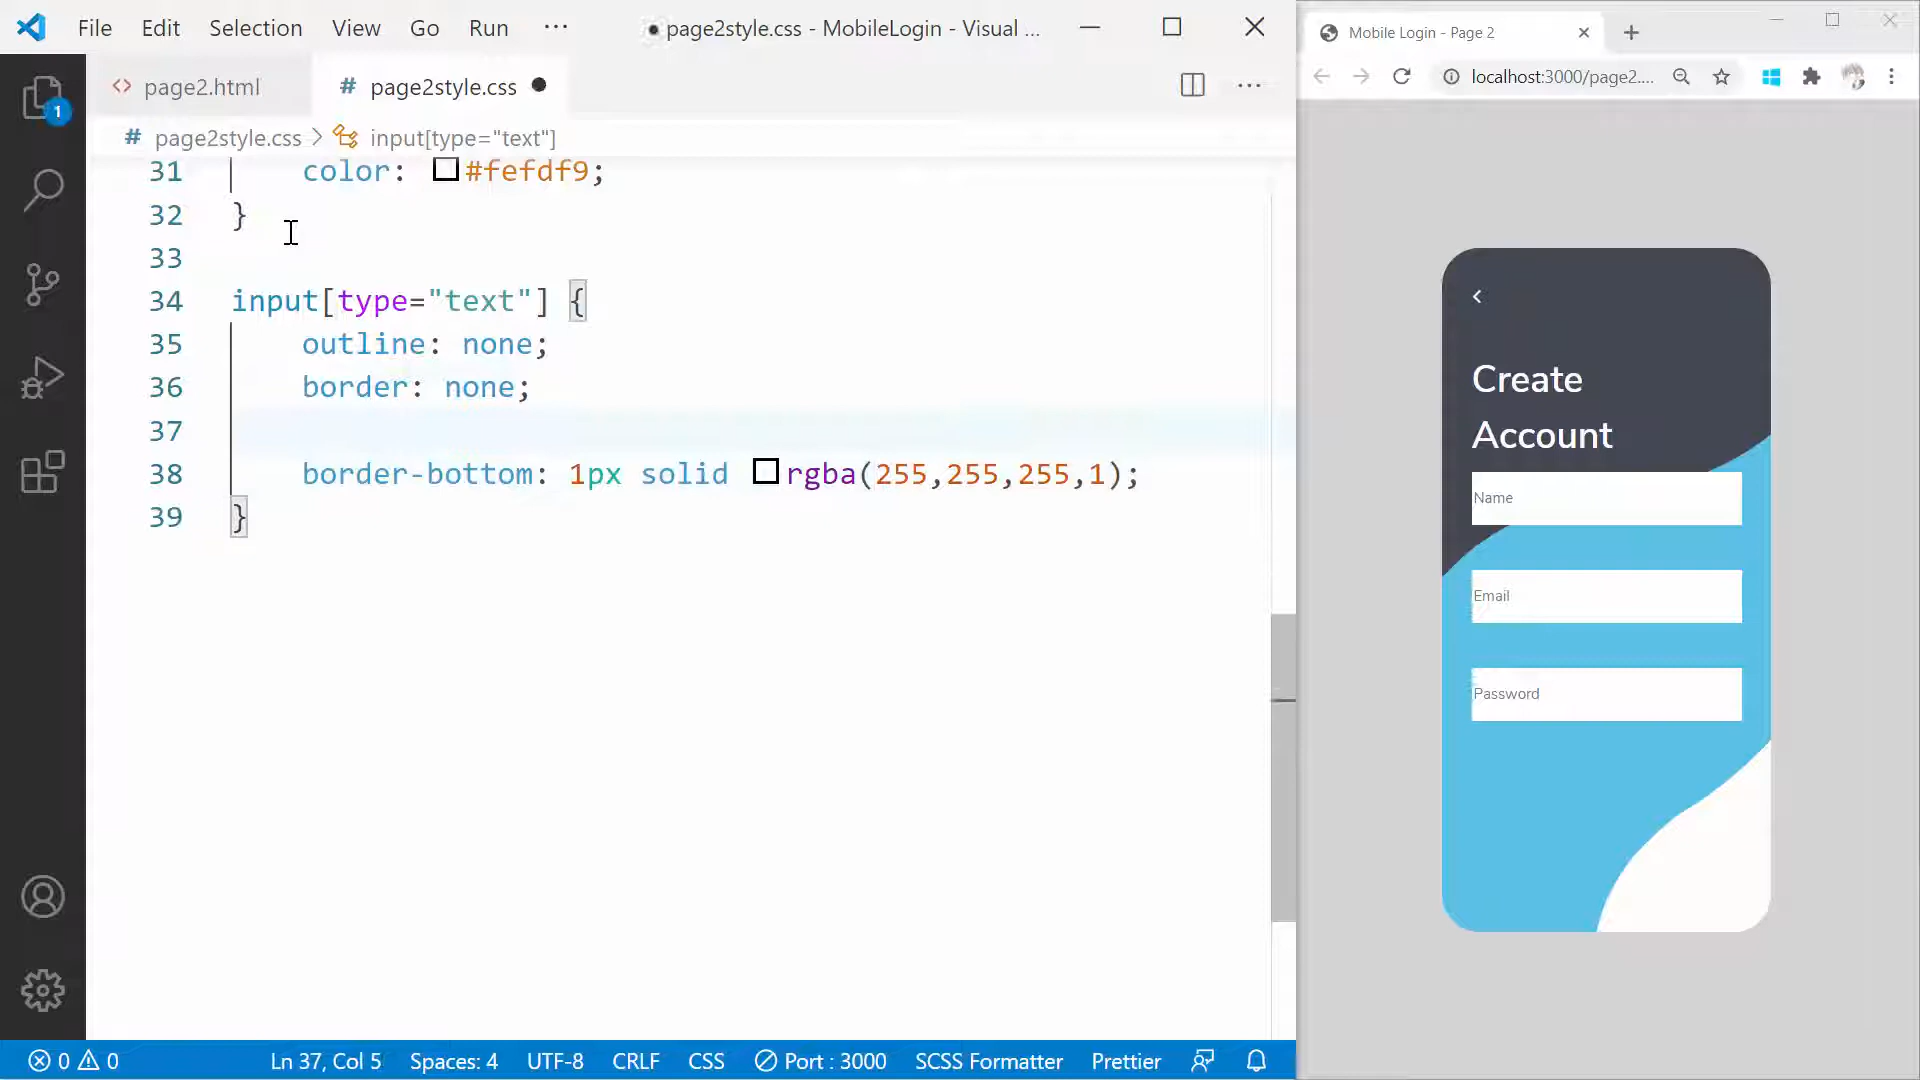 File Edit Selection View Go Run ··· page2style.css - MobileLogin - Visual ...
page2.html page2style.css
page2style.css > input[type="text"]
31 color: #fefdf9;
32 }
33
34 input[type="text"] {
35 outline: none;
36 border: none;
37
38 border-bottom: 1px solid rgba(255,255,255,1);
39 }
1
0 0 Ln 37, Col 5 Spaces: 4 UTF-8 CRLF CSS Port : 3000 SCSS Formatter Prettier
Mobile Login - Page 2
localhost:3000/page2....
Create
Account
Name
Email
Password